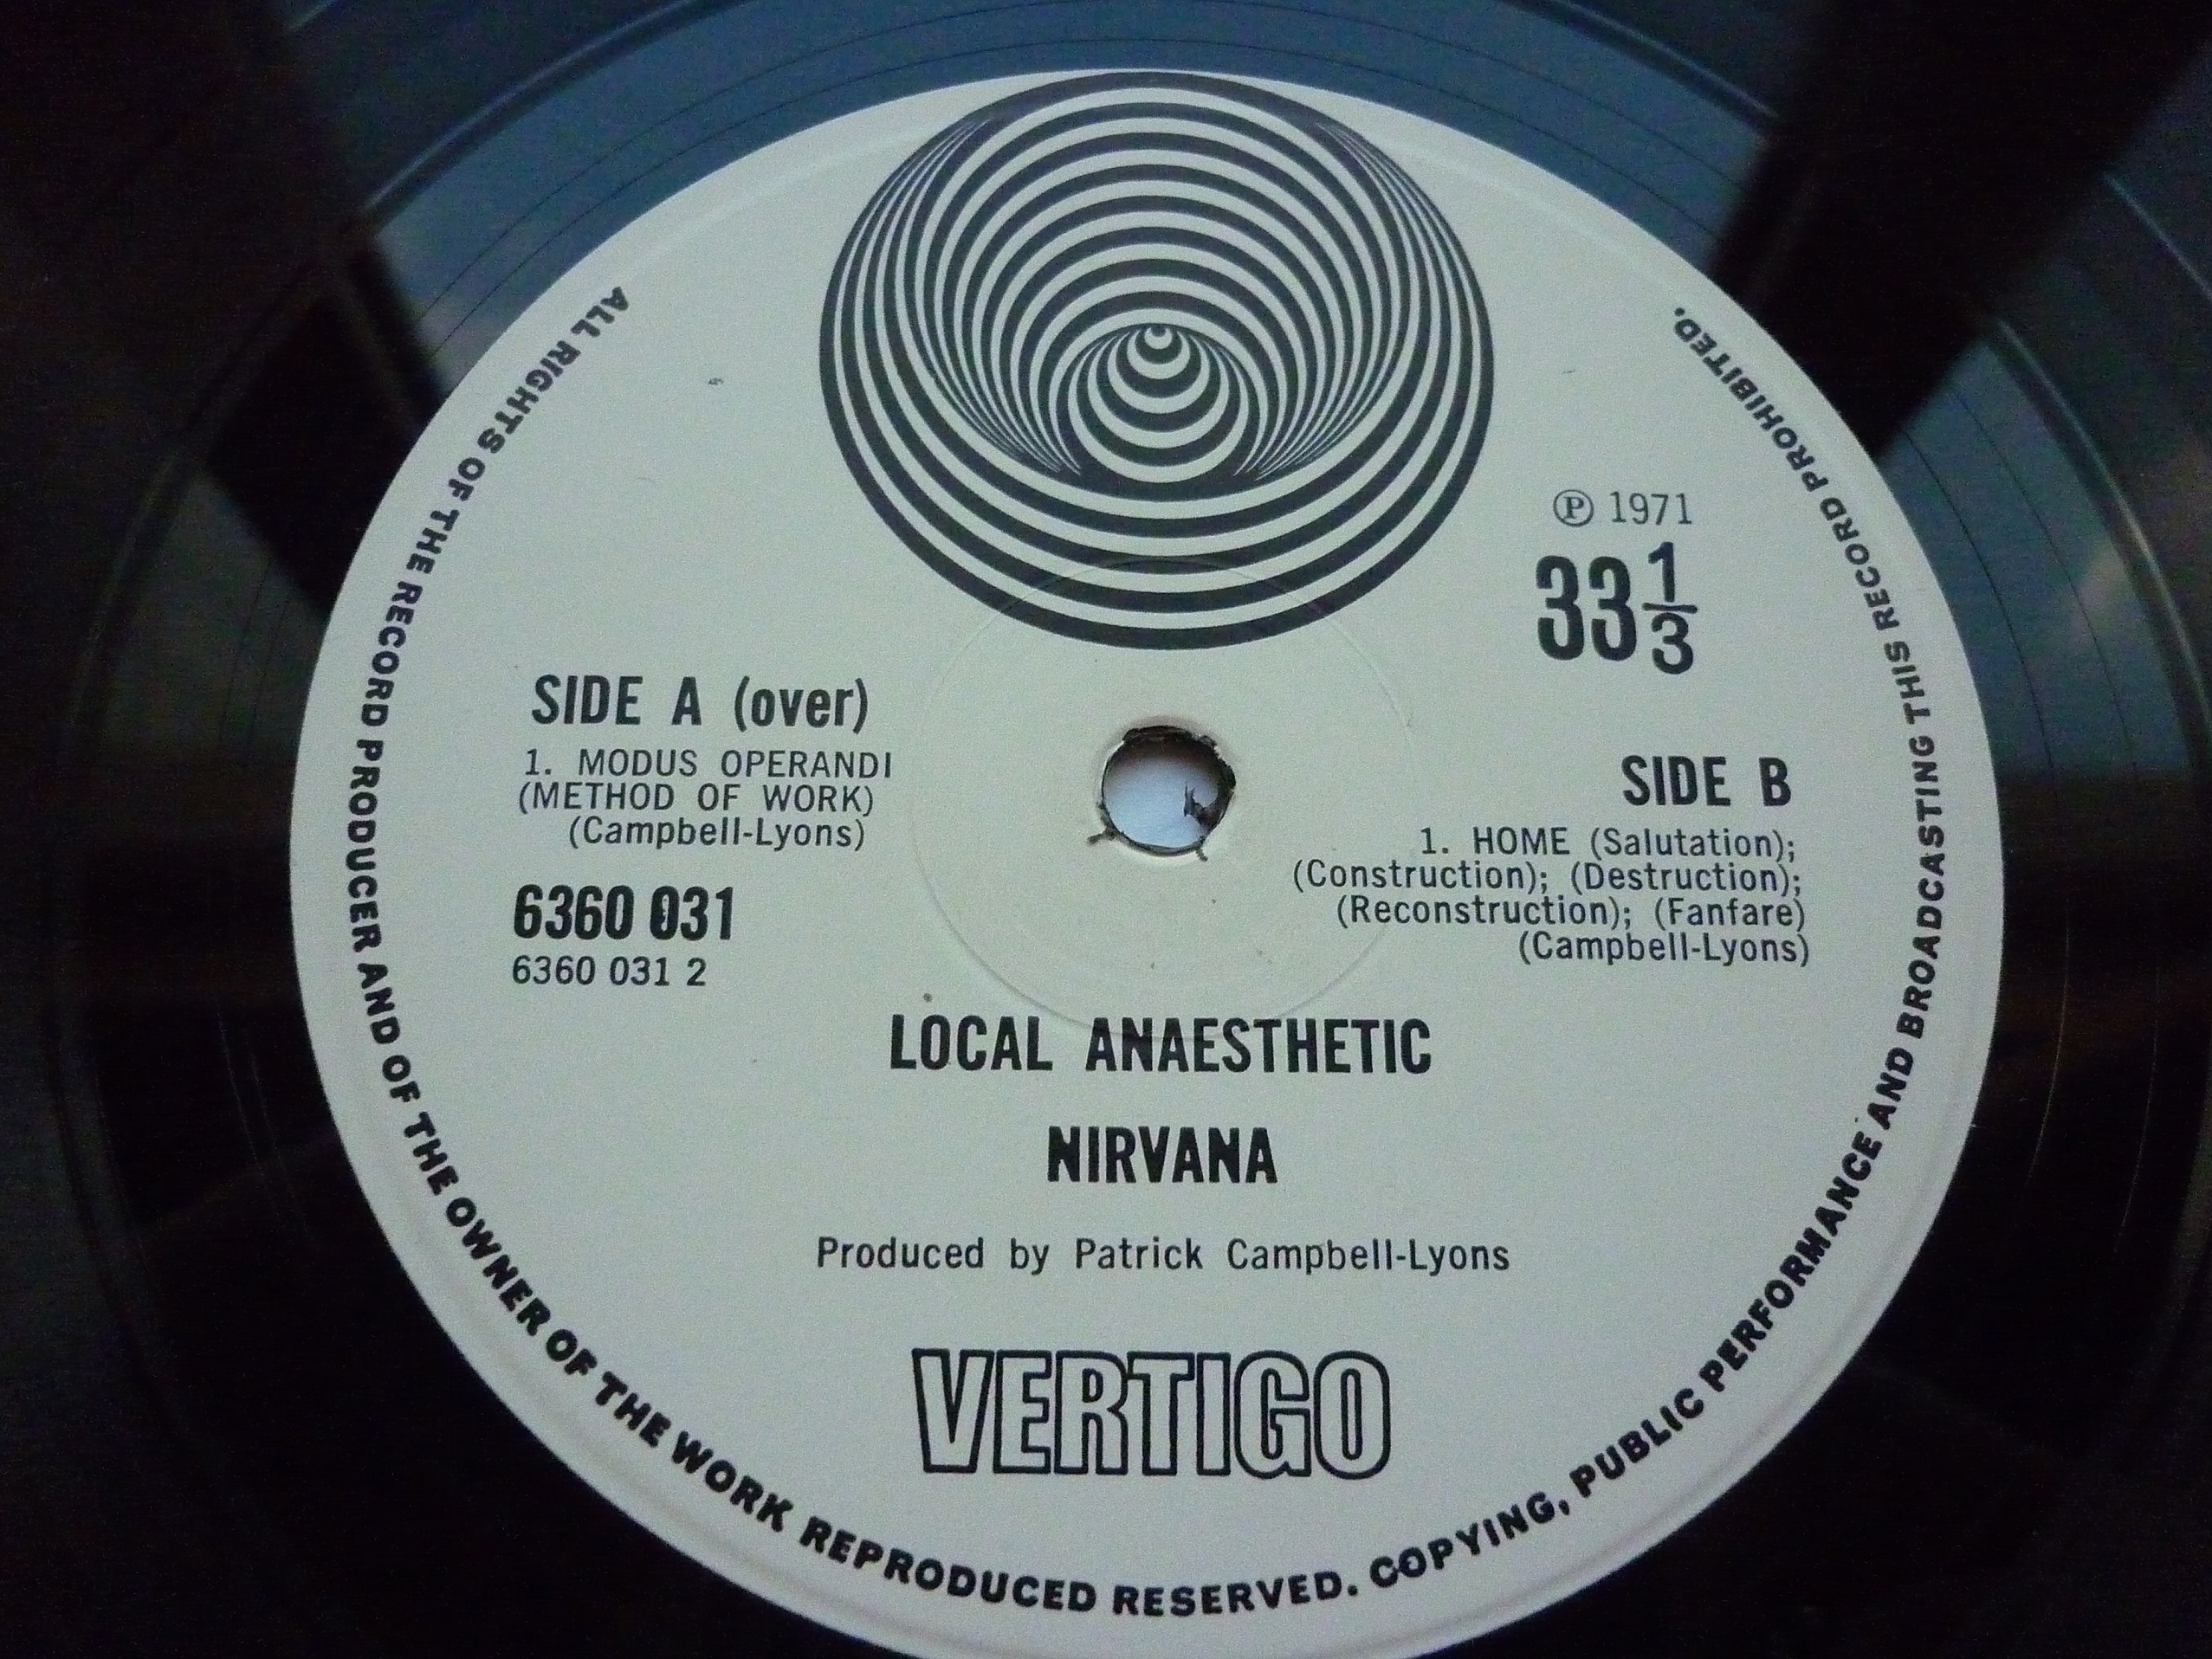 ℗ 1971
33 1/3
SIDE A (over)
1. MODUS OPERANDI
(METHOD OF WORK)
(Campbell-Lyons)
6360 031
6360 031 2
SIDE B
1. HOME (Salutation);
(Construction); (Destruction);
(Reconstruction); (Fanfare)
(Campbell-Lyons)
LOCAL ANAESTHETIC
NIRVANA
Produced by Patrick Campbell-Lyons
VERTIGO
ALL RIGHTS OF THE RECORD PRODUCER AND OF THE OWNER OF THE WORK REPRODUCED RESERVED. COPYING, PUBLIC PERFORMANCE AND BROADCASTING THIS RECORD PROHIBITED.